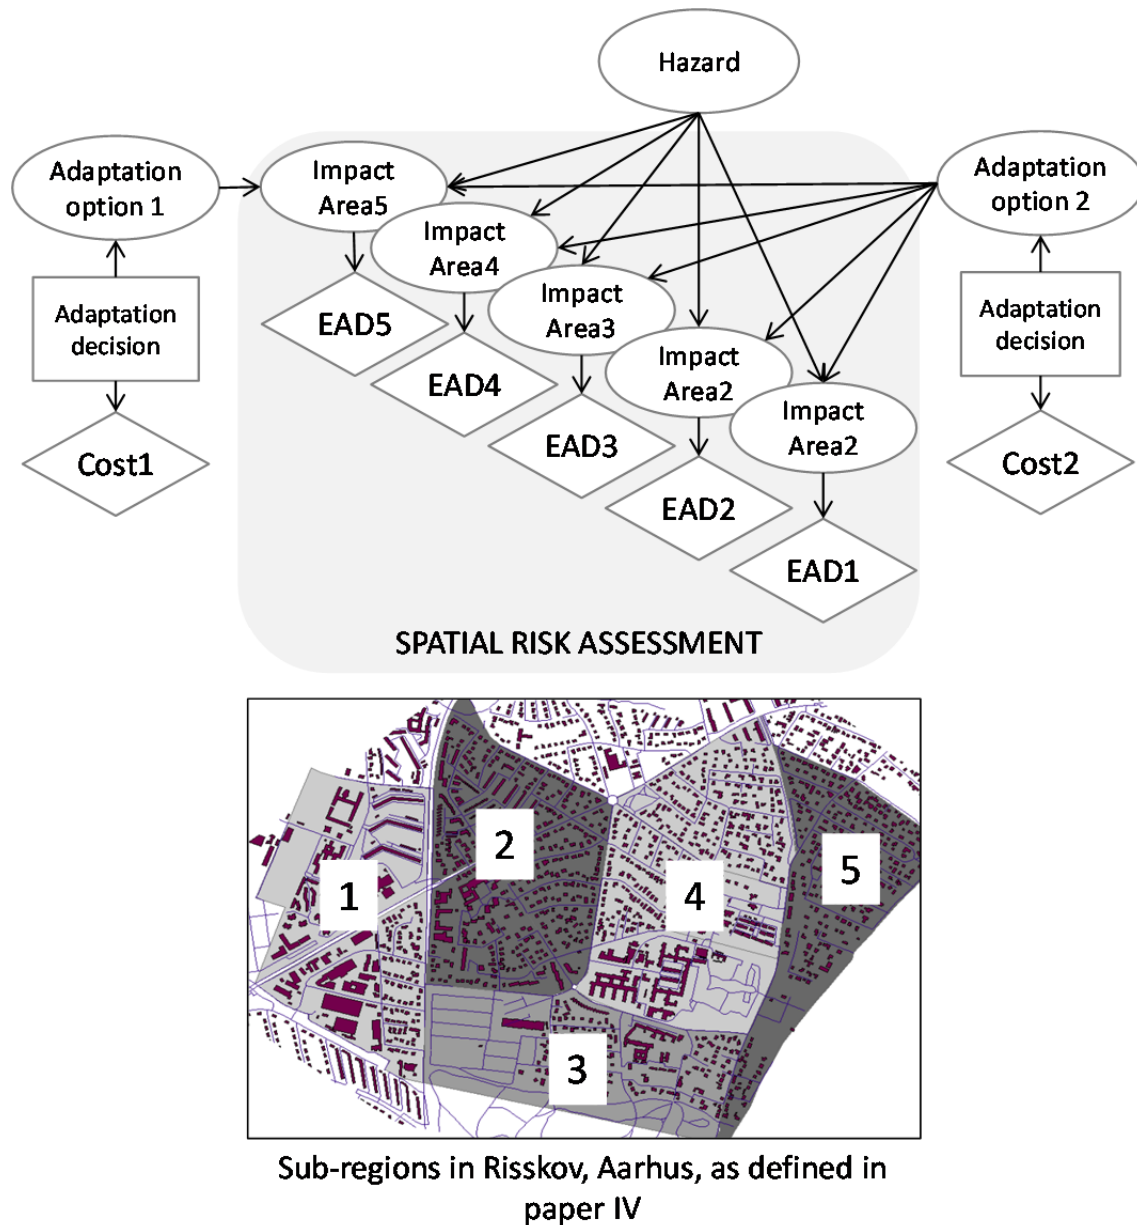 Hazard
Adaptation
option 1
Impact
Area5
Adaptation
option 2
Impact
Area4
Impact
Area3
Adaptation
decision
EAD5
Adaptation
decision
Impact
Area2
EAD4
Impact
Area2
Cost1
EAD3
Cost2
EAD2
EAD1
SPATIAL RISK ASSESSMENT
2
5
1
4
3
Sub-regions in Risskov, Aarhus, as defined in
paper IV